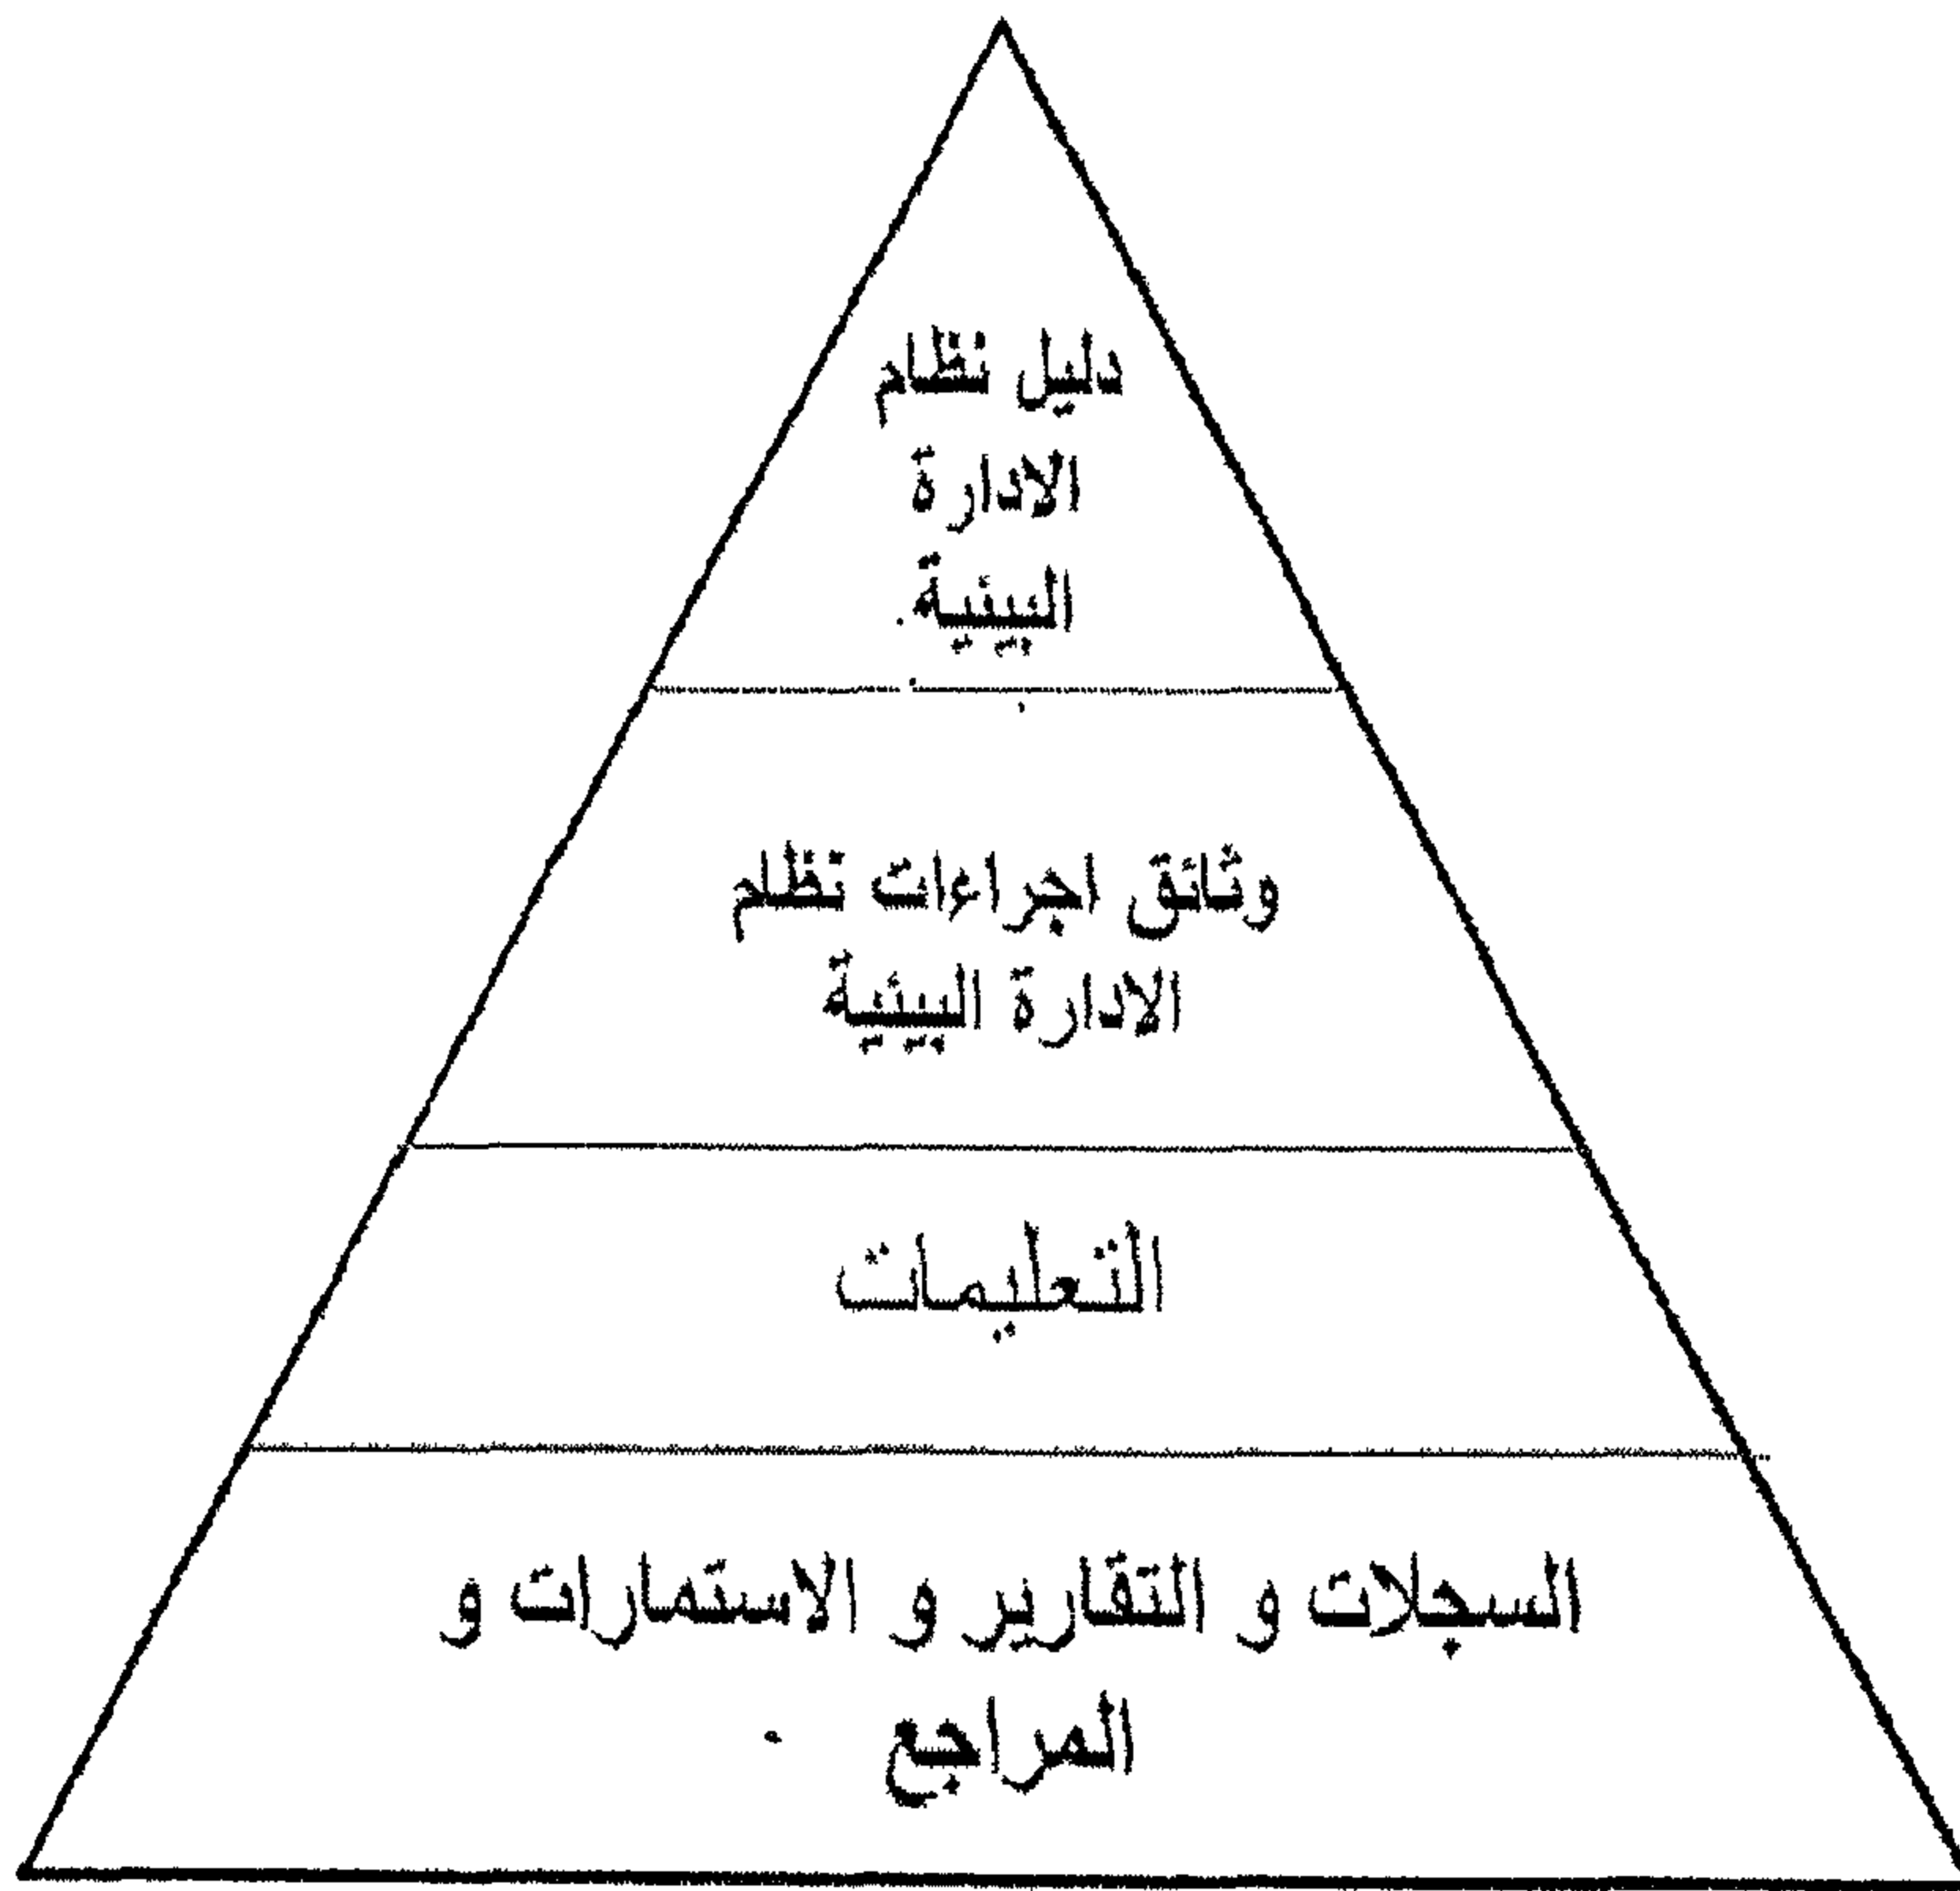 دليل نظام
الادارة
البيئية
وثائق اجراءات نظام
الادارة البيئية
التعليمات
السجلات و التقارير و الاستمارات و
المراجع